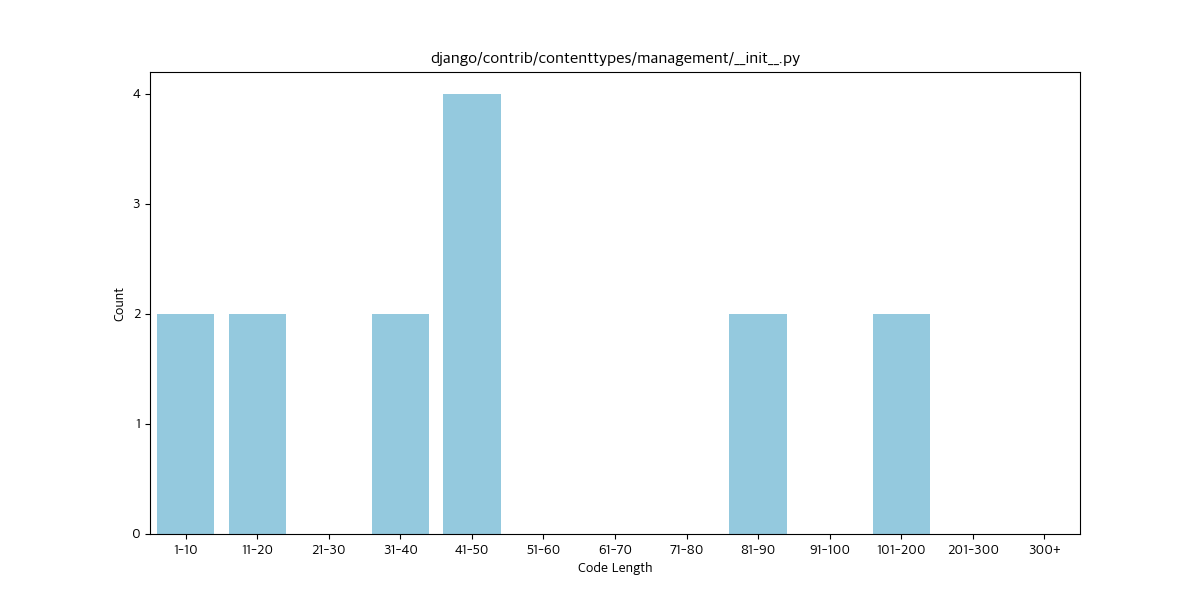 django/contrib/contenttypes/management/__init__.py
4
3
2
1
0
Count
1-10 11-20 21-30 31-40 41-50 51-60 61-70 71-80 81-90 91-100 101-200 201-300 300+
Code Length